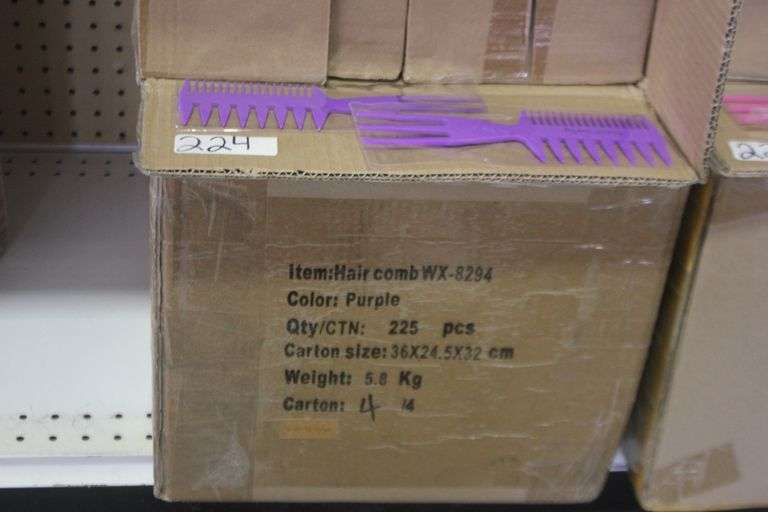 224
Item:Hair comb WX-8294
Color: Purple
Qty/CTN: 225 pcs
Carton size: 36X24.5X32 cm
Weight: 5.8 Kg
Carton: 4 /4